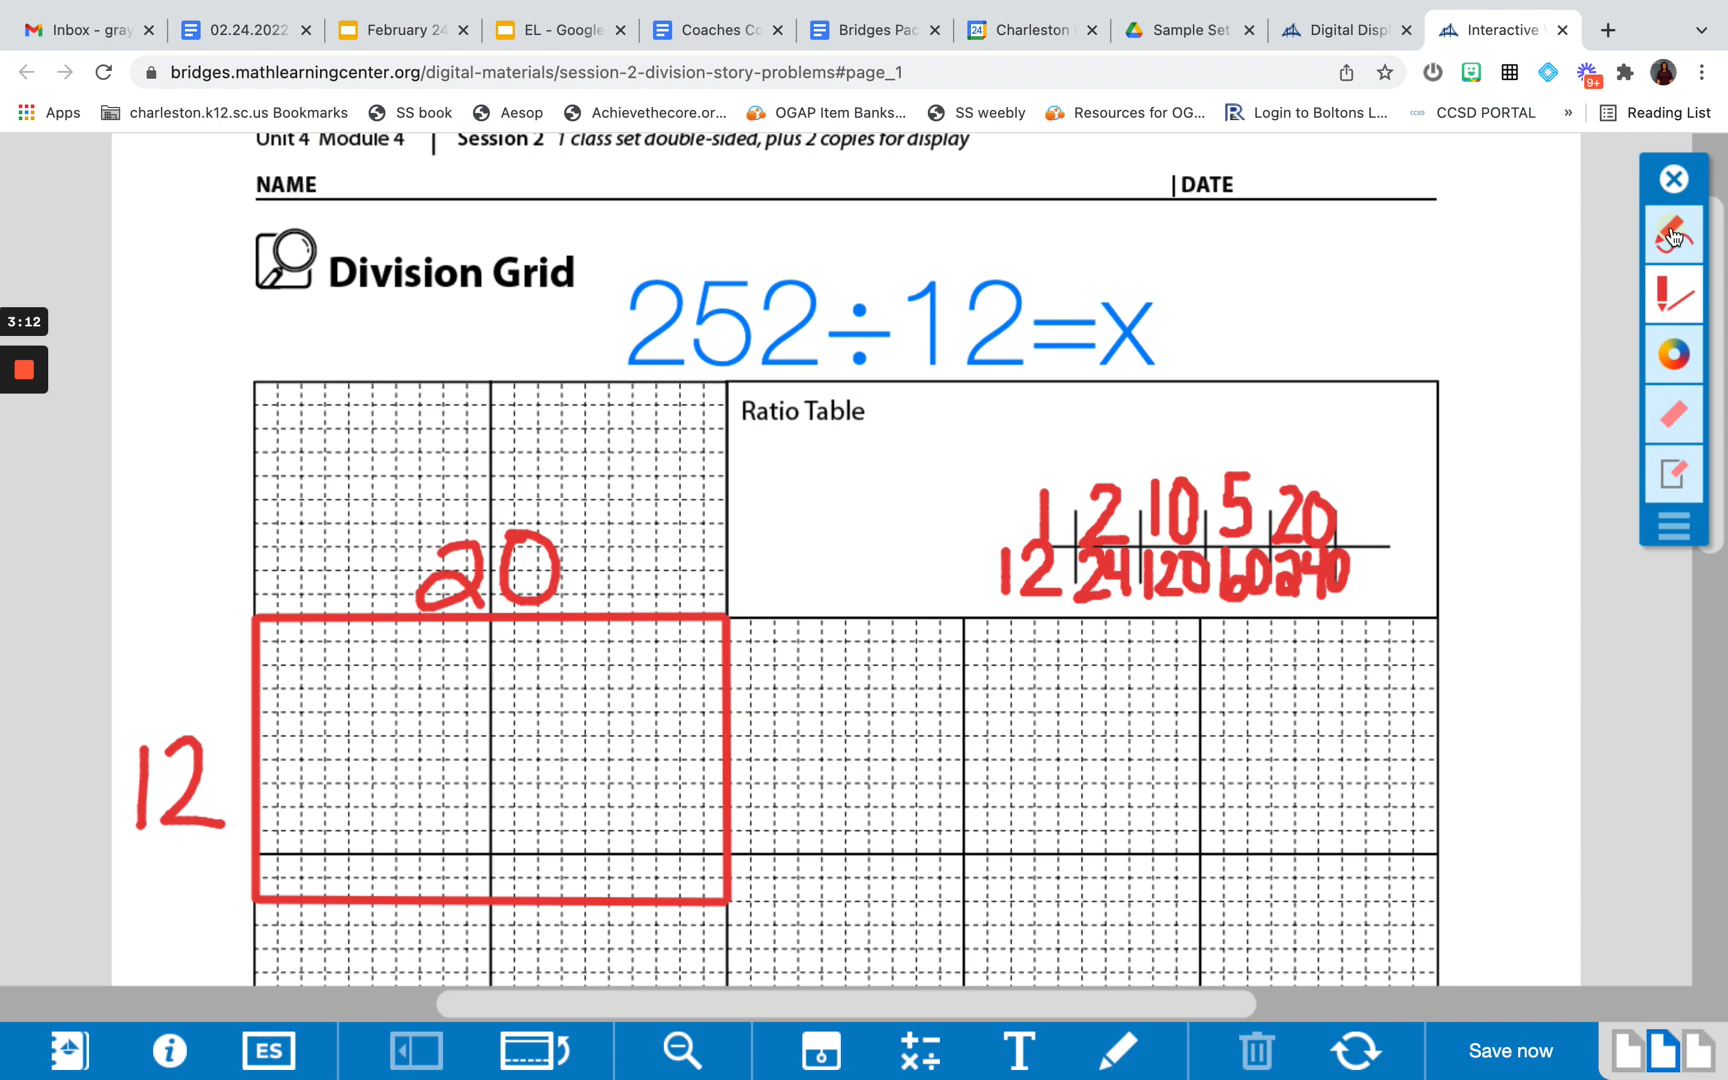 Inbox - gray
02.24.2022
February 24
EL - Google
Coaches Co
Bridges Pac
24
Charleston
Sample Set
Digital Displ
Interactive
bridges.mathlearningcenter.org/digital-materials/session-2-division-story-problems#page_1
9+
Apps
charleston.k12.sc.us Bookmarks
SS book
Aesop
Achievethecore.or...
OGAP Item Banks...
SS weekly
Resources for OG...
Login to Boltons L...
CCSD
CCSD PORTAL
»
Reading List
Unit 4 Module 4 | Session 2 1 class set double-sided, plus 2 copies for display
NAME | DATE
Division Grid
252÷12=x
3:12
Ratio Table
1 2 10 5 20
12 24 120 60 240
20
12
ES
T
Save now